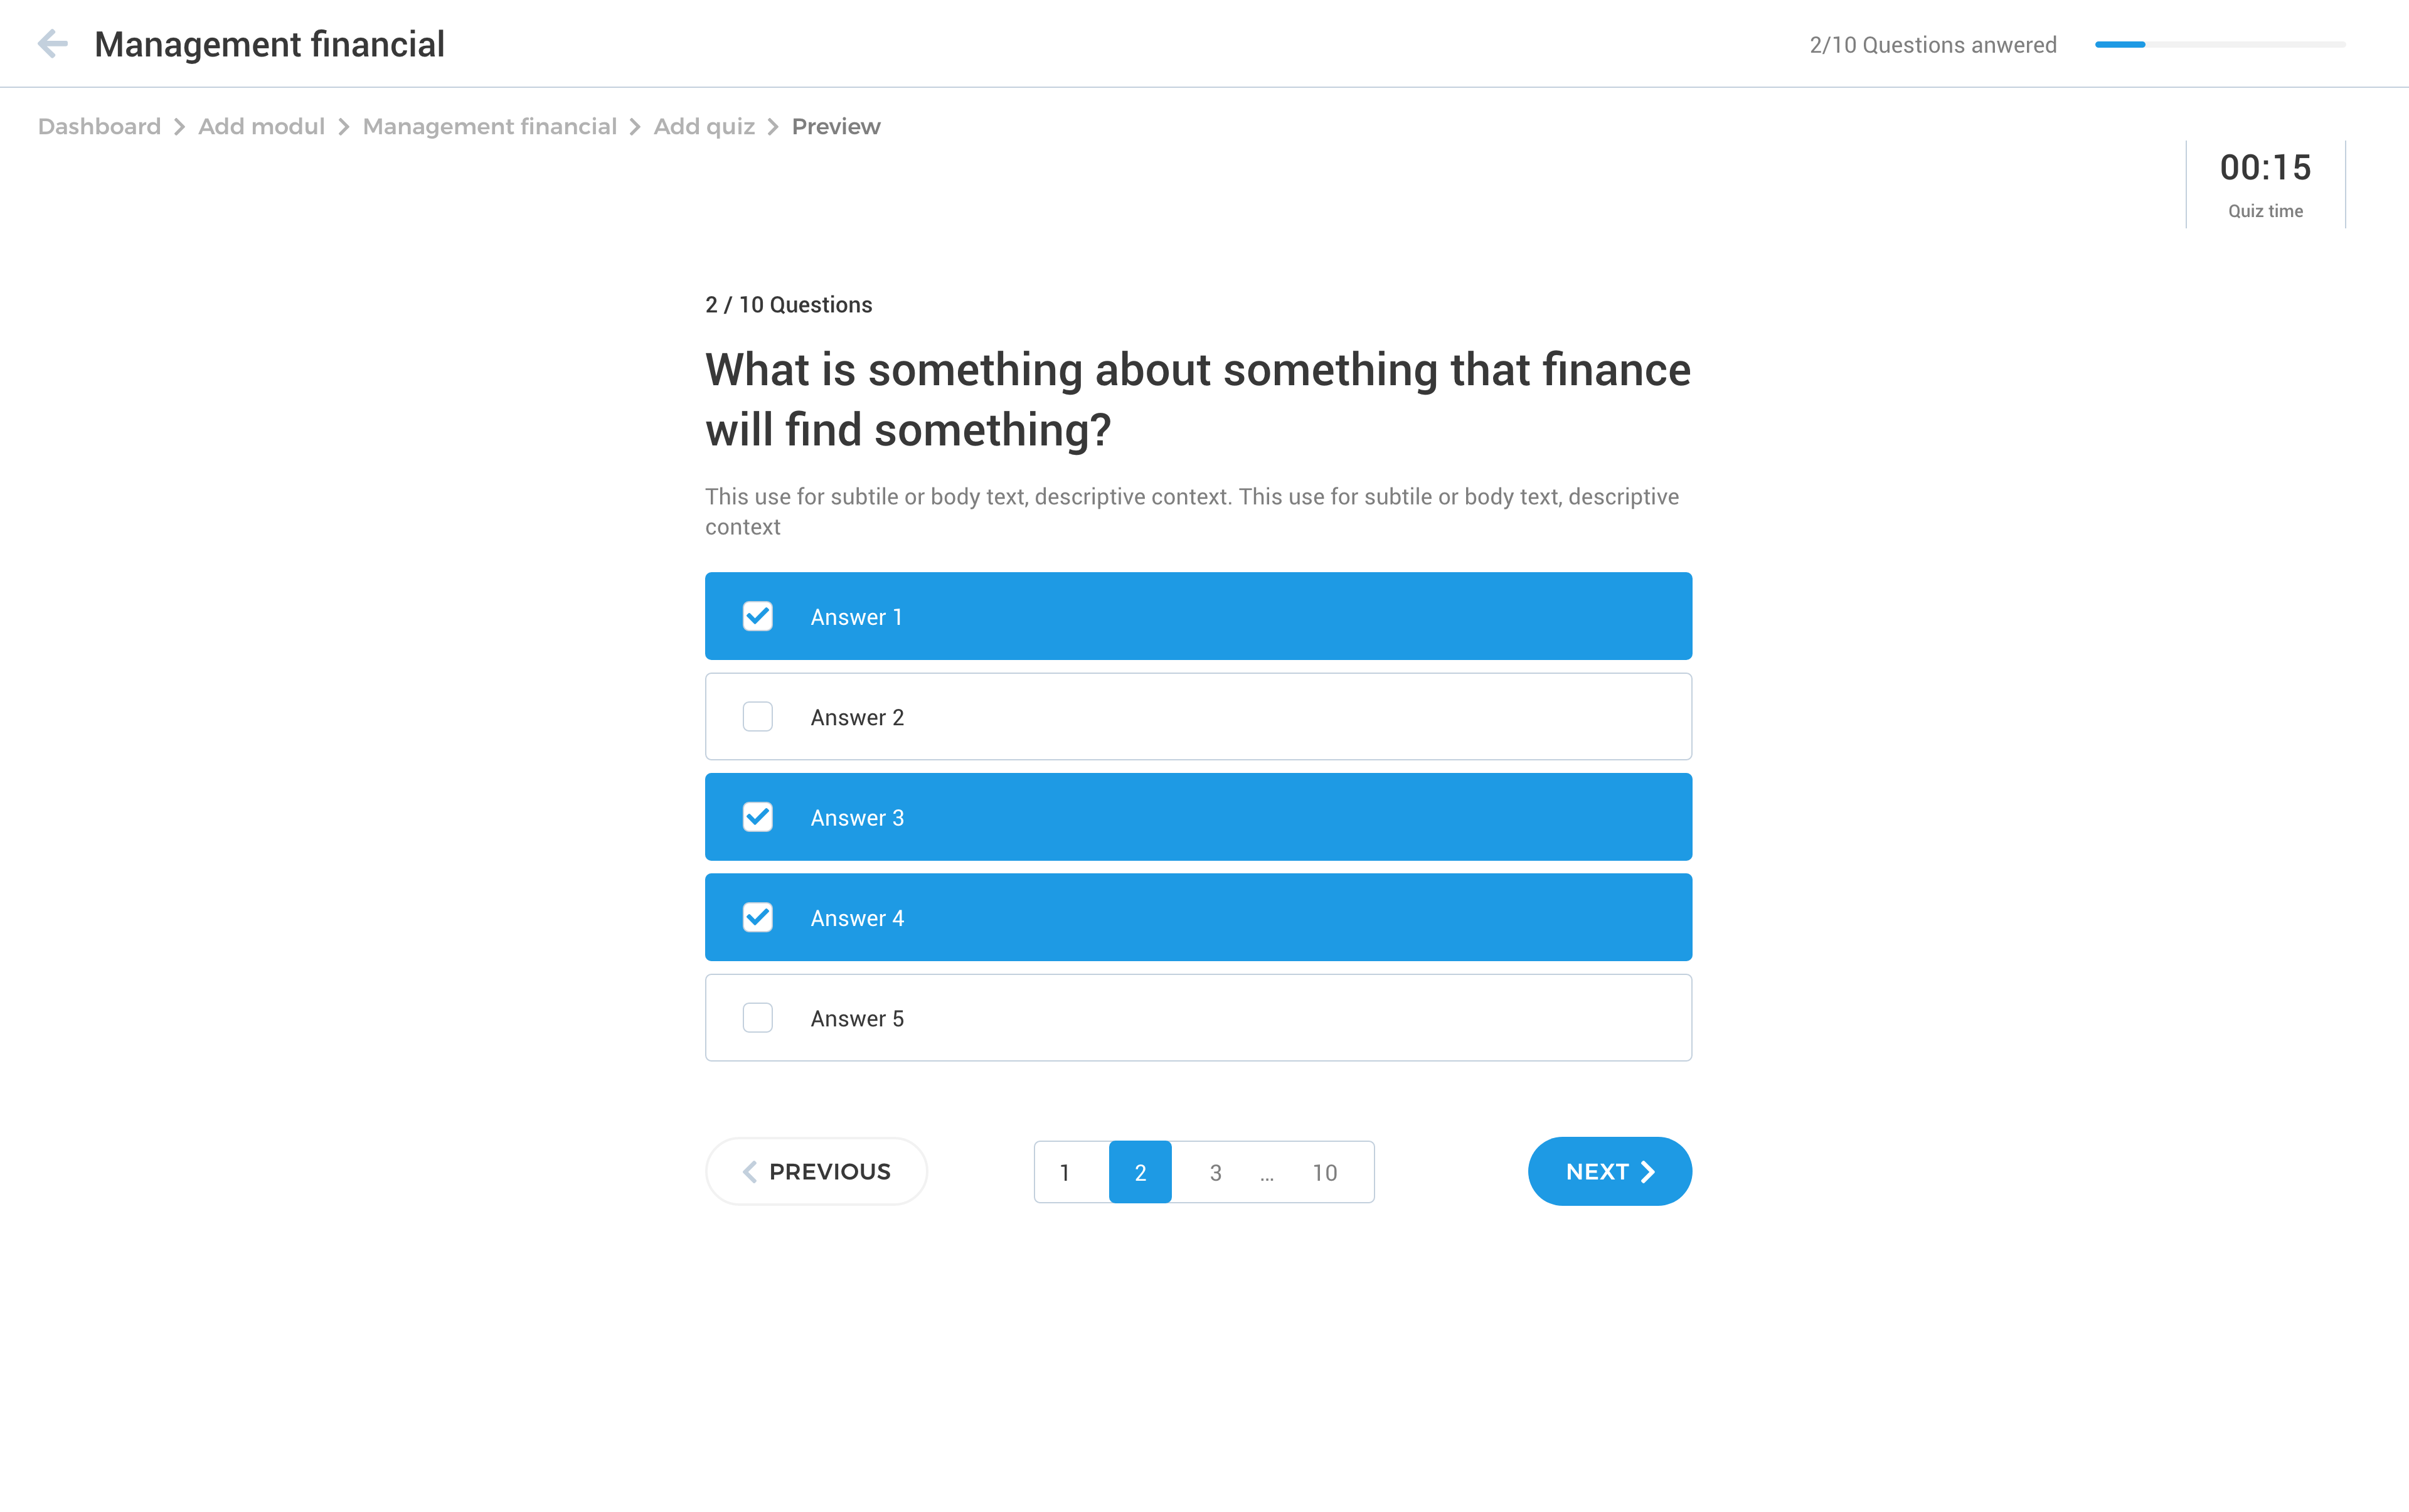 Management financial
2/10 Questions anwered
Dashboard > Add modul > Management financial > Add quiz > Preview
00:15
Quiz time
2 / 10 Questions
What is something about something that finance
will find something?
This use for subtile or body text, descriptive context. This use for subtile or body text, descriptive
context
Answer 1
Answer 2
Answer 3
Answer 4
Answer 5
PREVIOUS
1 2 3 ... 10
NEXT